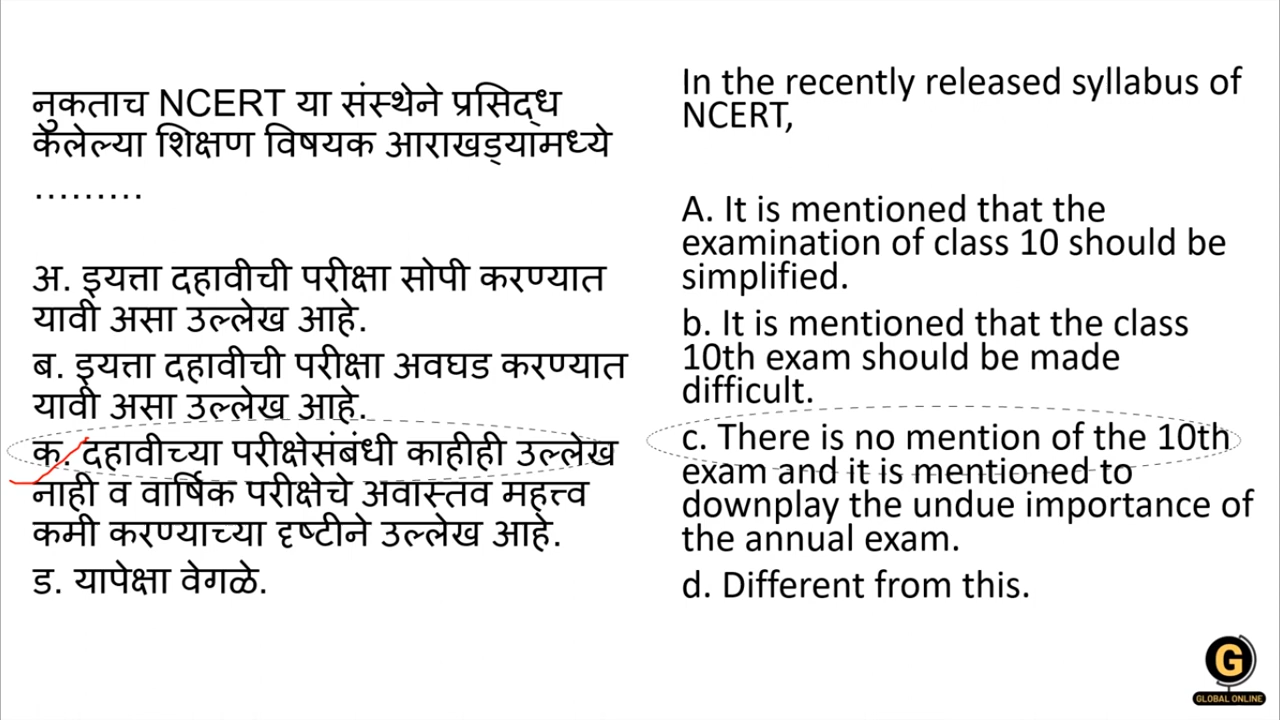 नुकताच NCERT या संस्थेने प्रसिद्ध
केलेल्या शिक्षण विषयक आराखड्यामध्ये
.........
अ. इयत्ता दहावीची परीक्षा सोपी करण्यात
यावी असा उल्लेख आहे.
ब. इयत्ता दहावीची परीक्षा अवघड करण्यात
यावी असा उल्लेख आहे.
क. दहावीच्या परीक्षेसंबंधी काहीही उल्लेख
नाही व वार्षिक परीक्षेचे अवास्तव महत्त्व
कमी करण्याच्या दृष्टीने उल्लेख आहे.
ड. यापेक्षा वेगळे.
In the recently released syllabus of
NCERT,
A. It is mentioned that the
examination of class 10 should be
simplified.
b. It is mentioned that the class
10th exam should be made
difficult.
c. There is no mention of the 10th
exam and it is mentioned to
downplay the undue importance of
the annual exam.
d. Different from this.
G
GLOBAL ONLINE